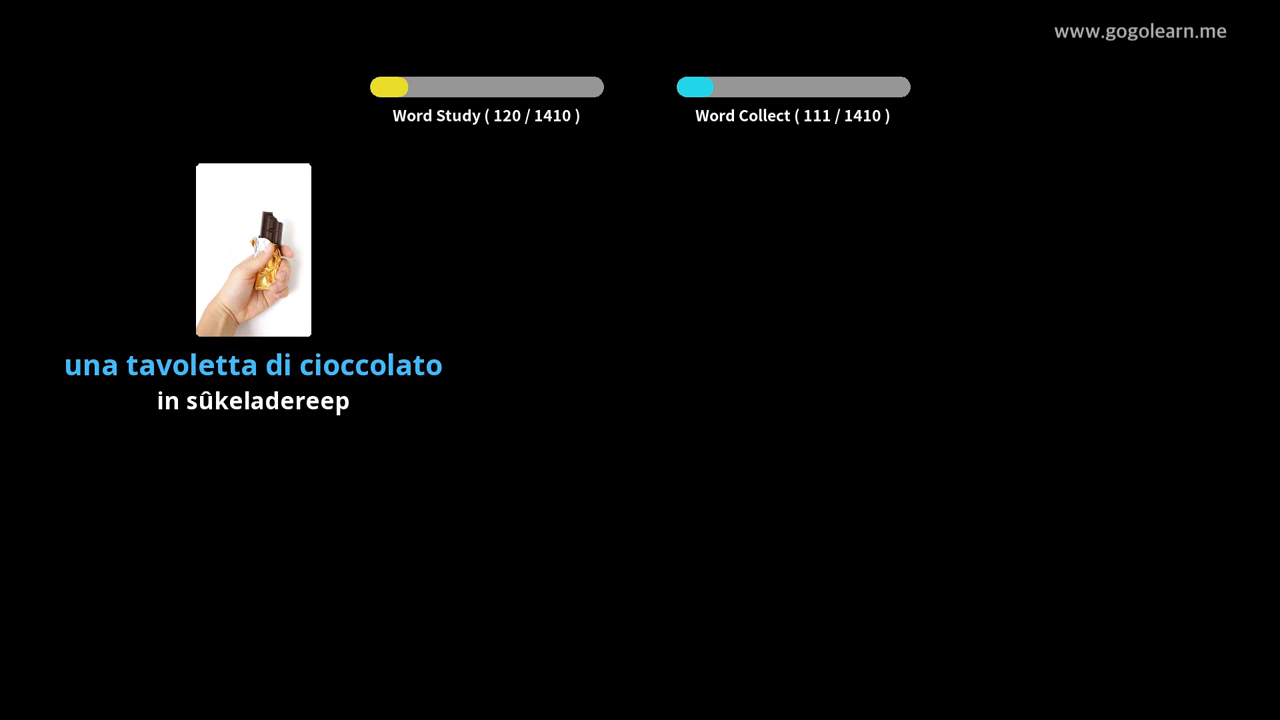 www.gogolearn.me
Word Study ( 120 / 1410 )
Word Collect ( 111 / 1410 )
una tavoletta di cioccolato
in sûkeladereep